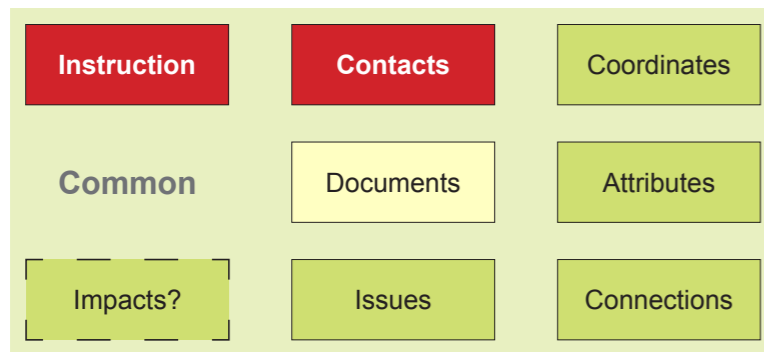 Instruction
Contacts
Coordinates
Common
Documents
Attributes
Impacts?
Issues
Connections